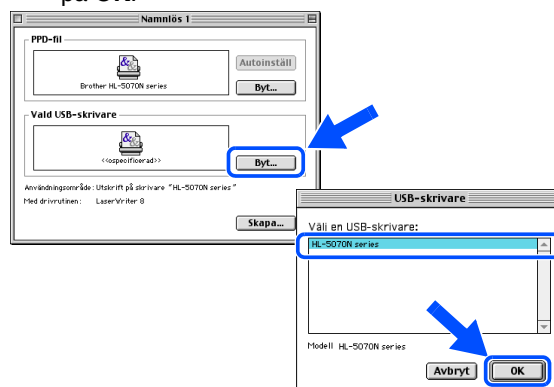 på OK.
Namnlös 1
PPD-fil
Autoinställ
Brother HL-5070N series
Byt...
Vald USB-skrivare
<<ospecificerad>>
Byt...
Användningsområde: Utskrift på skrivare "HL-5070N series"
Med drivrutinen: LaserWriter 8
Skapa...
USB-skrivare
Välj en USB-skrivare:
HL-5070N series
Modell HL-5070N series
Avbryt
OK